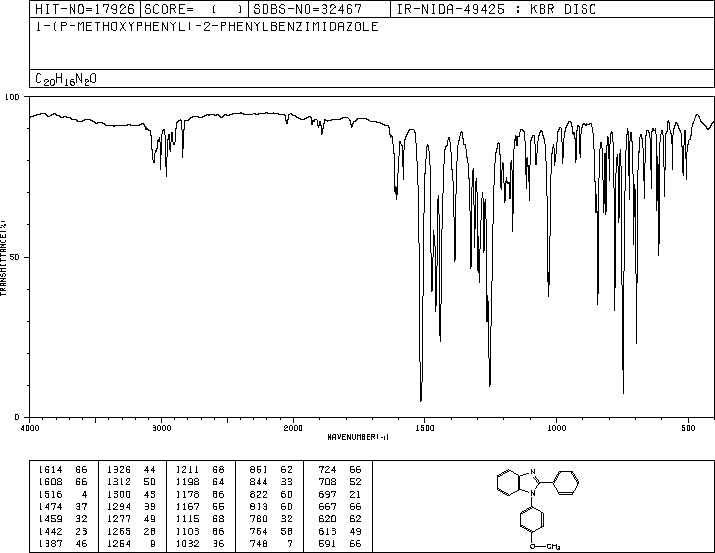 HIT-NO=17926 SCORE= ( ) SDBS-NO=32467 IR-NIDA-49425 : KBR DISC
1-(P-METHOXYPHENYL)-2-PHENYLBENZIMIDAZOLE
C20H16N2O
100
50
0
TRANSMITTANCE(%)
4000 3000 2000 1500 1000 500
WAVENUMBER(-1)
1614 66 1326 44 1211 68 861 62 724 66
1608 66 1312 50 1198 64 844 33 708 52
1516 4 1300 45 1178 66 822 60 697 21
1474 37 1294 39 1167 55 813 60 667 66
1459 32 1277 49 1115 68 780 32 620 62
1442 23 1265 28 1103 66 764 58 613 49
1387 46 1254 9 1032 36 748 7 591 66
N
N
O
CH3